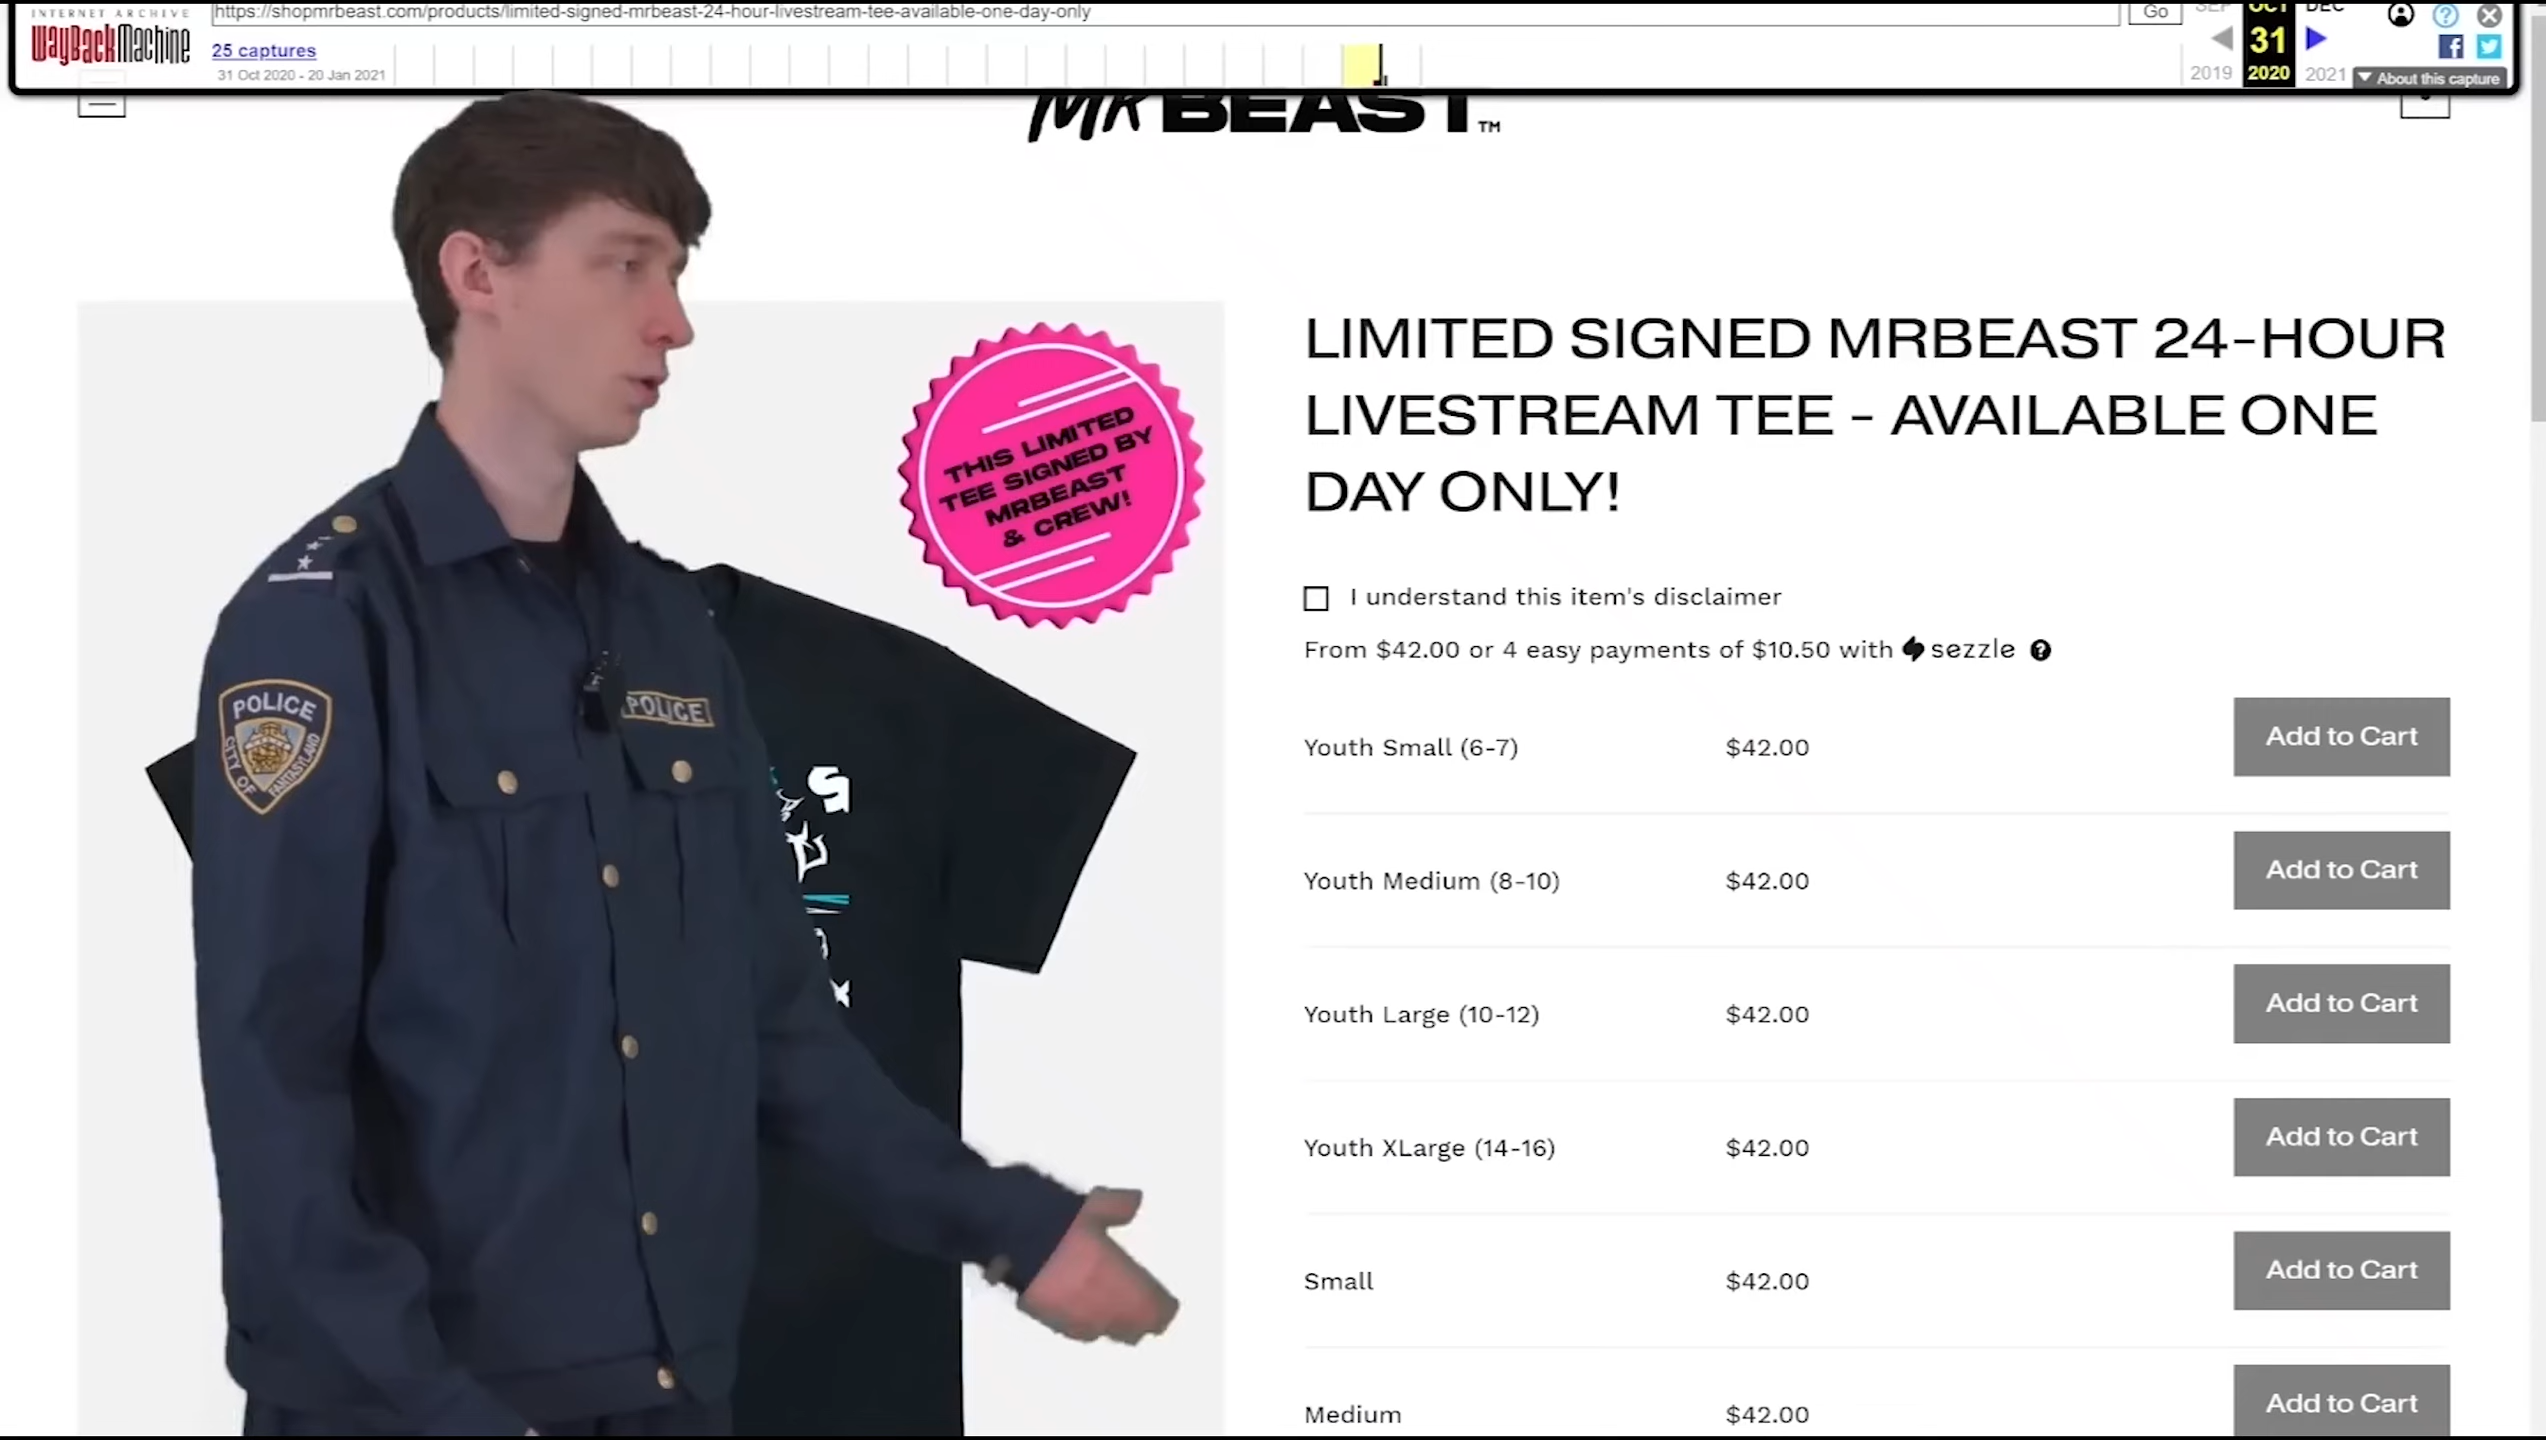 INTERNET ARCHIVE
WayBackMachine
https://shopmrbeast.com/products/limited-signed-mrbeast-24-hour-livestream-tee-available-one-day-only
Go
SEP
OCT
DEC
25 captures
31 Oct 2020 - 20 Jan 2021
31
2019
2020
2021
About this capture
MR BEAST™
THIS LIMITED
TEE SIGNED BY
MRBEAST
& CREW!
POLICE
CITY OF
FANTASYLAND
POLICE
LIMITED SIGNED MRBEAST 24-HOUR
LIVESTREAM TEE - AVAILABLE ONE
DAY ONLY!
I understand this item's disclaimer
From $42.00 or 4 easy payments of $10.50 with sezzle ?
Youth Small (6-7) $42.00 Add to Cart
Youth Medium (8-10) $42.00 Add to Cart
Youth Large (10-12) $42.00 Add to Cart
Youth XLarge (14-16) $42.00 Add to Cart
Small $42.00 Add to Cart
Medium $42.00 Add to Cart